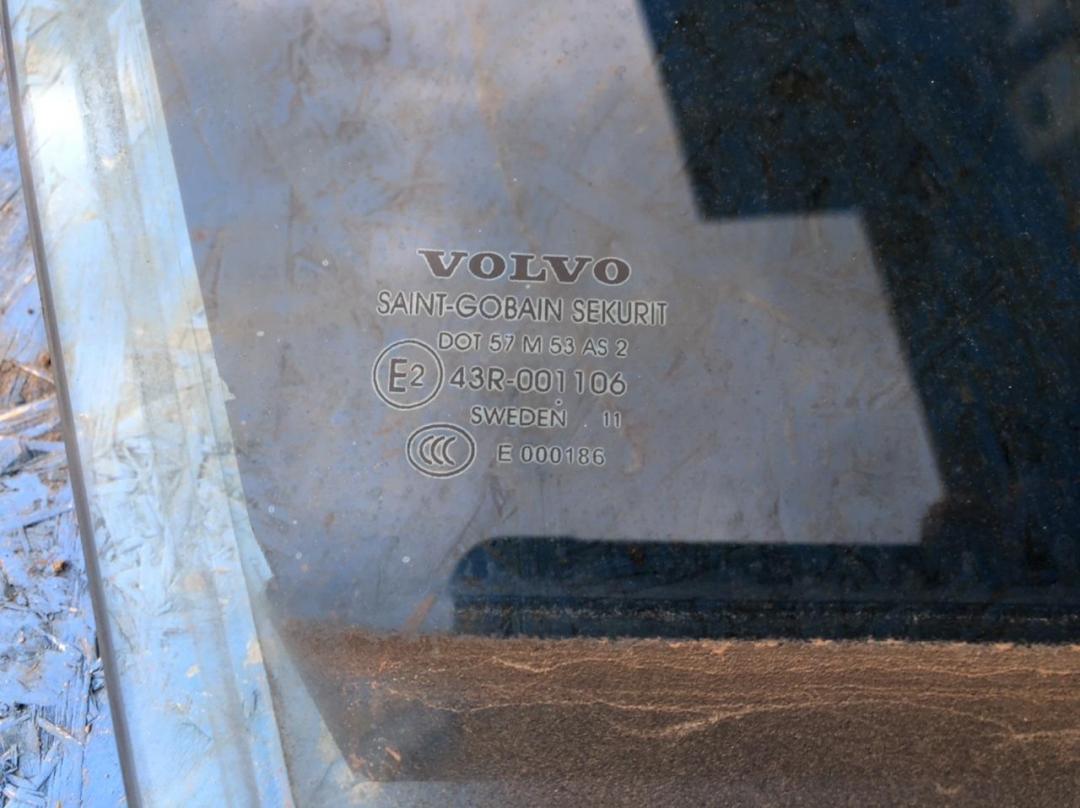 VOLVO
SAINT-GOBAIN SEKURIT
DOT 57 M 53 AS 2
E2 43R-001106
SWEDEN . 11
CCC E 000186